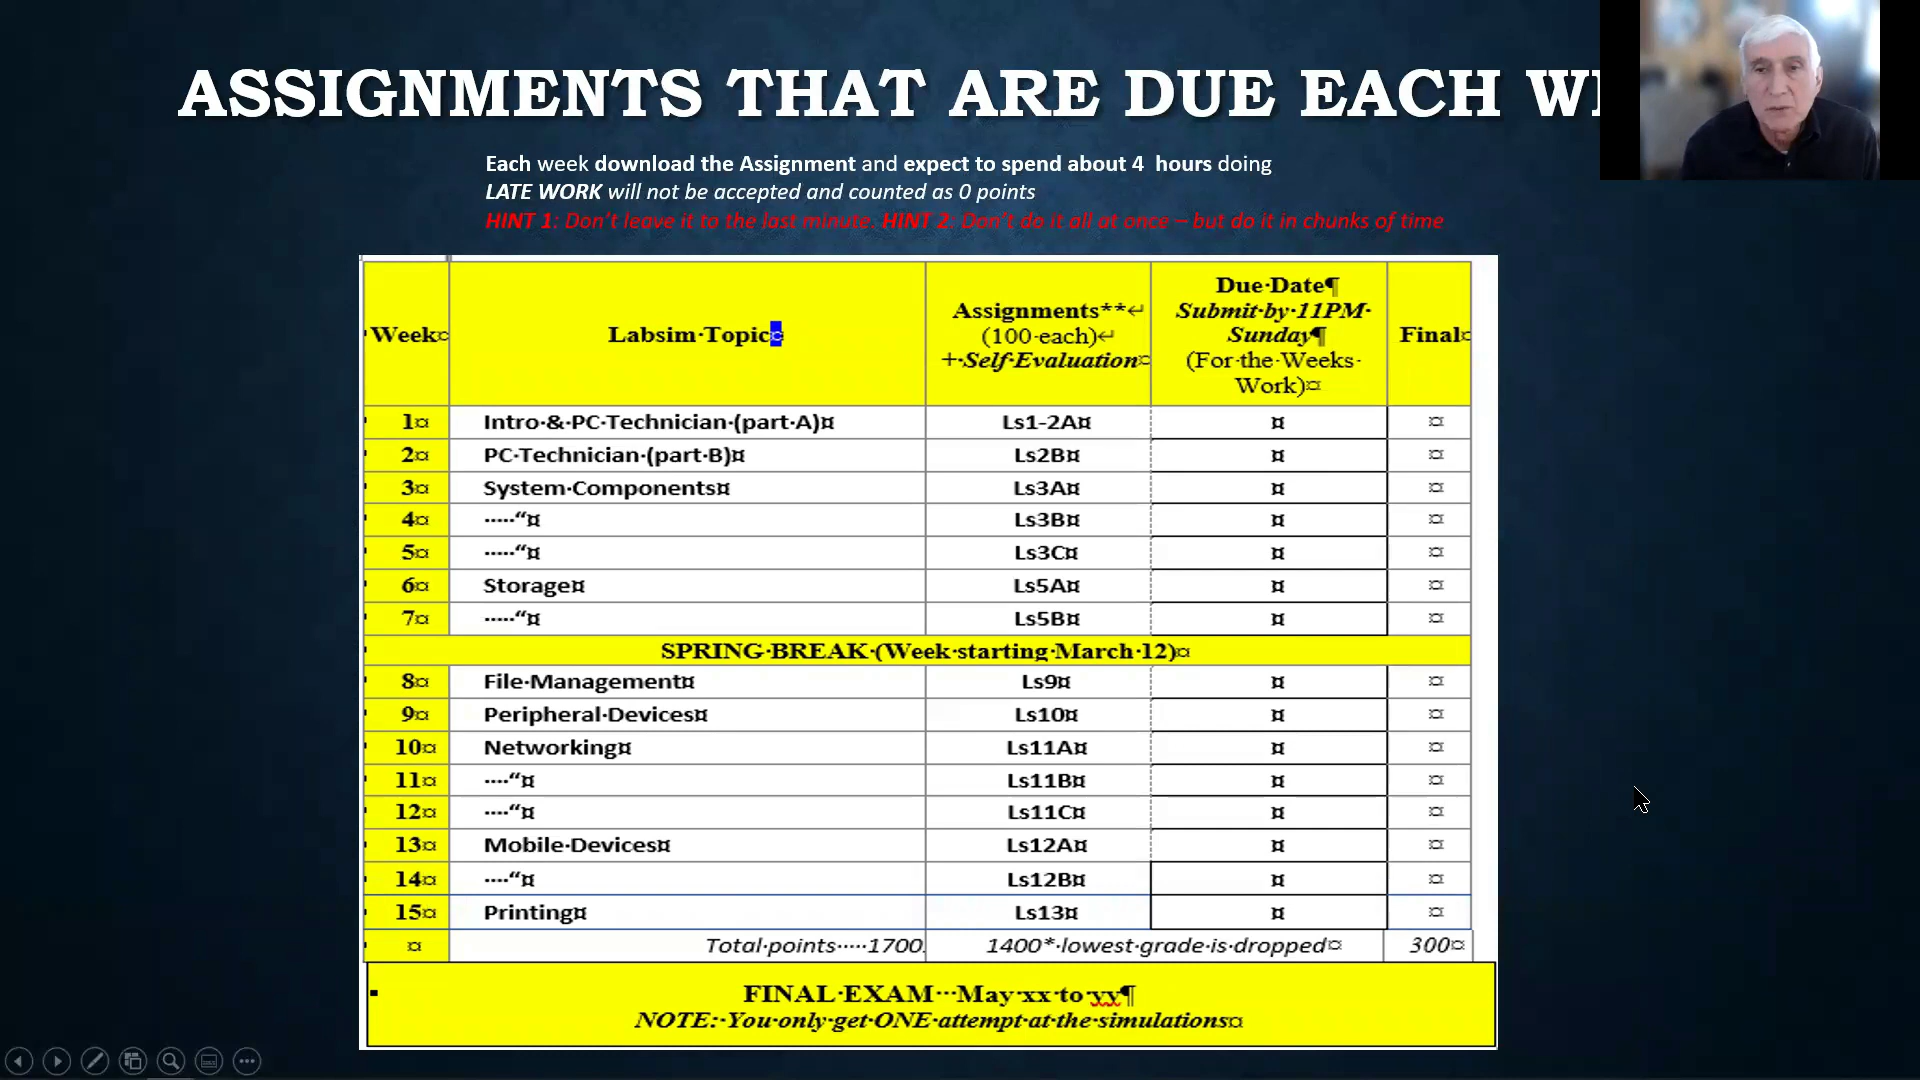 ASSIGNMENTS THAT ARE DUE EACH
Each week download the Assignment and expect to spend about 4 hours doing
LATE WORK will not be accepted and counted as 0 points
HINT 1: Don't leave it to the last minute. HINT 2: Don't do it all at once – but do it in chunks of time
Week¤ Labsim·Topic¤ Assignments**↵ (100·each)↵ +·Self·Evaluation¤ Due·Date¶ Submit·by·11PM· Sunday¶ (For·the·Weeks· Work)¤ Final¤
1¤ Intro·&·PC·Technician·(part·A)¤ Ls1-2A¤ ¤ ¤
2¤ PC·Technician·(part·B)¤ Ls2B¤ ¤ ¤
3¤ System·Components¤ Ls3A¤ ¤ ¤
4¤ ·····“¤ Ls3B¤ ¤ ¤
5¤ ·····“¤ Ls3C¤ ¤ ¤
6¤ Storage¤ Ls5A¤ ¤ ¤
7¤ ·····“¤ Ls5B¤ ¤ ¤
SPRING·BREAK·(Week·starting·March·12)¤
8¤ File·Management¤ Ls9¤ ¤ ¤
9¤ Peripheral·Devices¤ Ls10¤ ¤ ¤
10¤ Networking¤ Ls11A¤ ¤ ¤
11¤ ····“¤ Ls11B¤ ¤ ¤
12¤ ····“¤ Ls11C¤ ¤ ¤
13¤ Mobile·Devices¤ Ls12A¤ ¤ ¤
14¤ ····“¤ Ls12B¤ ¤ ¤
15¤ Printing¤ Ls13¤ ¤ ¤
¤ Total·points·····1700 1400*·lowest·grade·is·dropped¤ 300¤
FINAL·EXAM···May·xx·to·yy¶
NOTE:·You·only·get·ONE·attempt·at·the·simulations¤